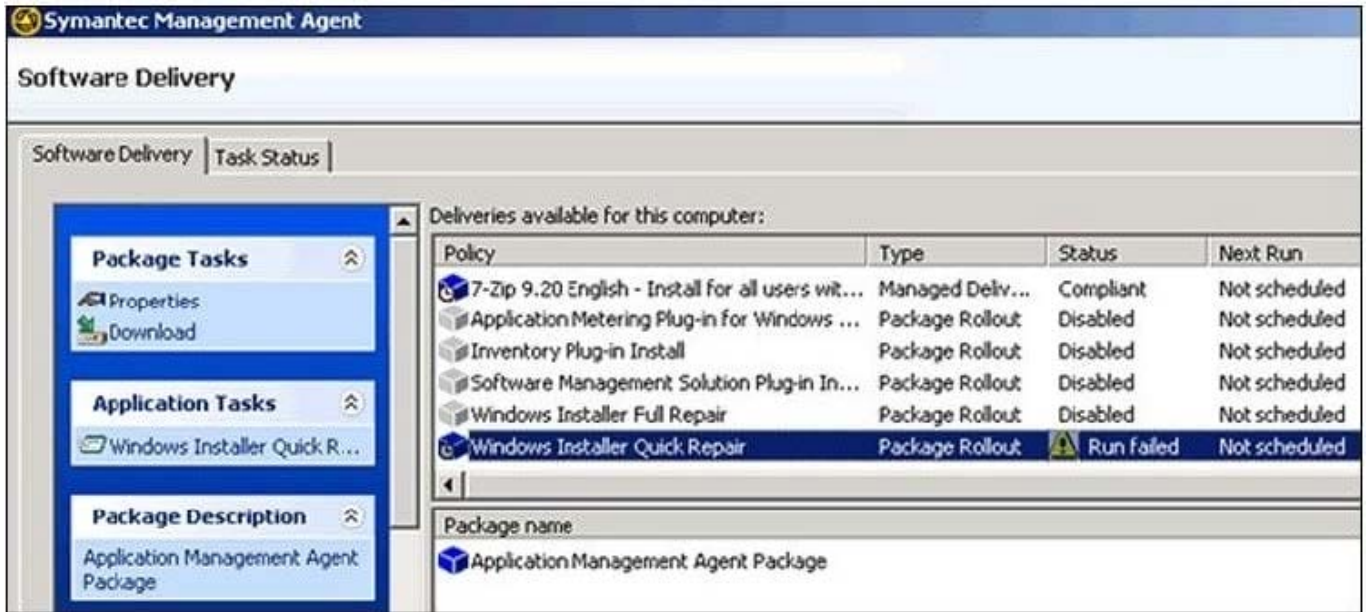 Symantec Management Agent
Software Delivery
Software Delivery Task Status
Package Tasks
Properties
Download
Application Tasks
Windows Installer Quick R...
Package Description
Application Management Agent
Package
Deliveries available for this computer:
Policy Type Status Next Run
7-Zip 9.20 English - Install for all users wit... Managed Deliv... Compliant Not scheduled
Application Metering Plug-in for Windows ... Package Rollout Disabled Not scheduled
Inventory Plug-in Install Package Rollout Disabled Not scheduled
Software Management Solution Plug-in In... Package Rollout Disabled Not scheduled
Windows Installer Full Repair Package Rollout Disabled Not scheduled
Windows Installer Quick Repair Package Rollout Run failed Not scheduled
Package name
Application Management Agent Package